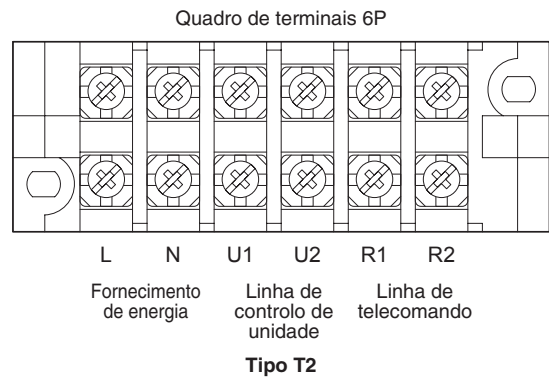 Quadro de terminais 6P
L N U1 U2 R1 R2
Fornecimento de energia
Linha de controlo de unidade
Linha de telecomando
Tipo T2